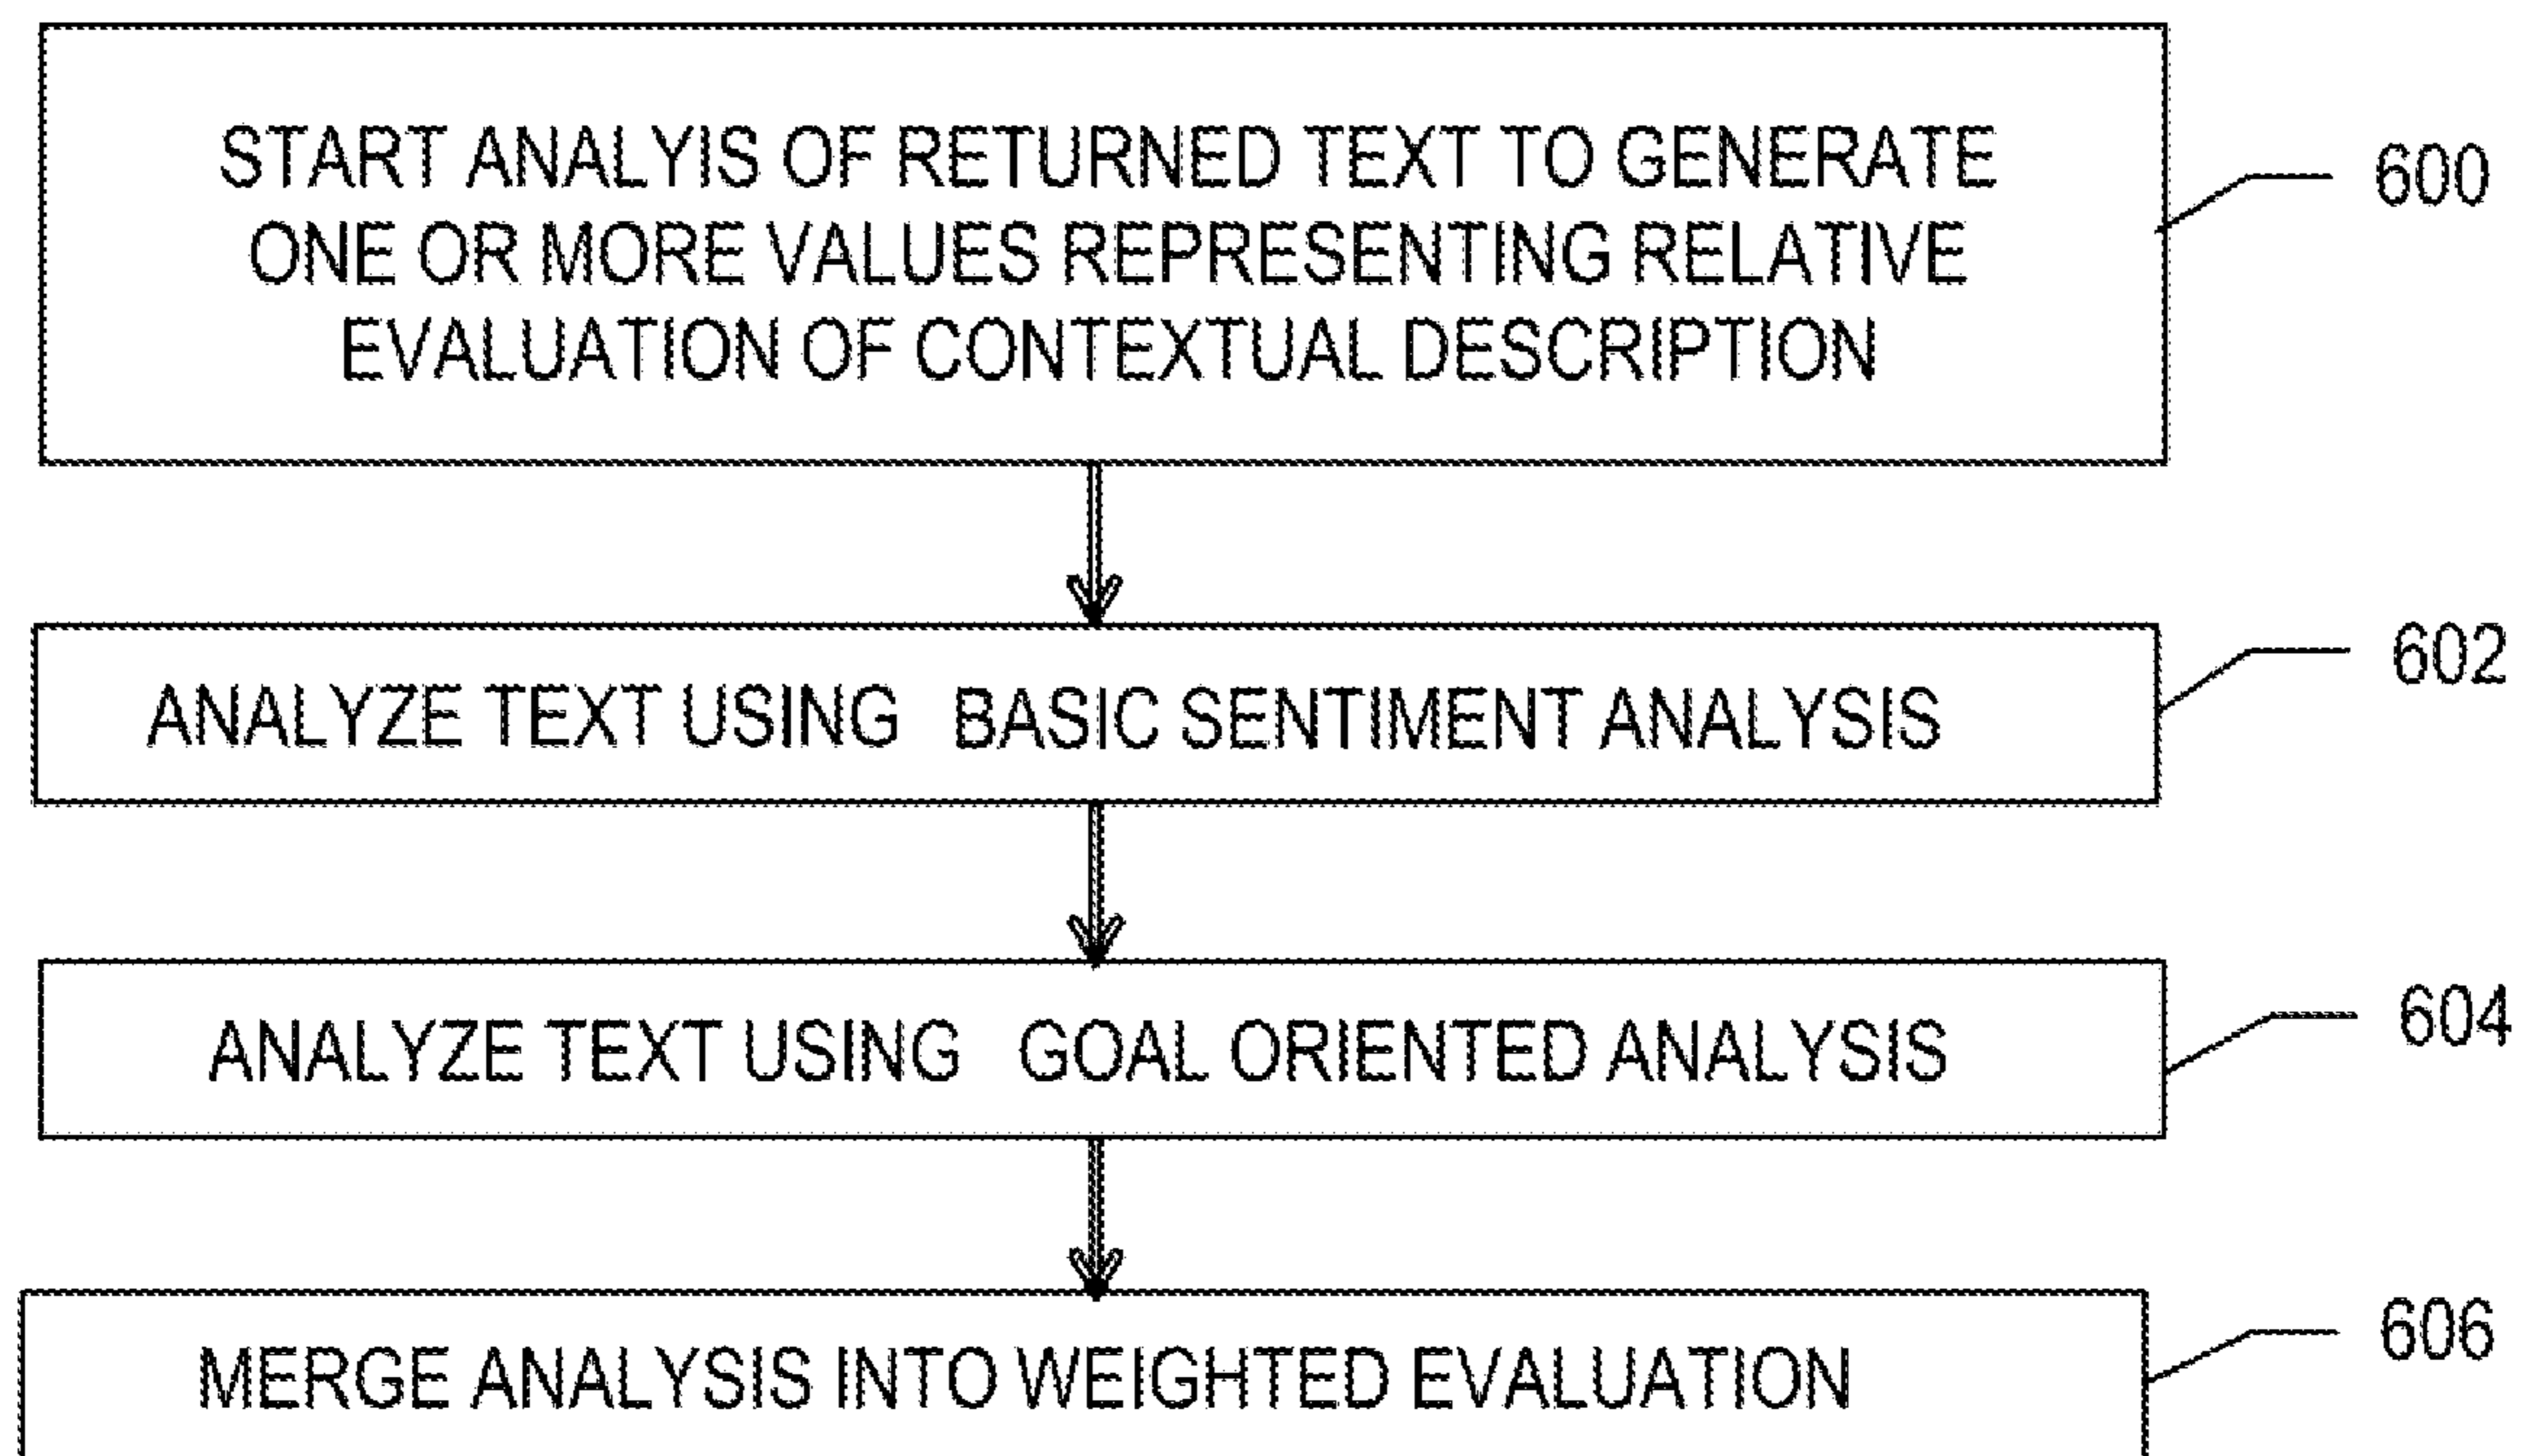 START ANALYIS OF RETURNED TEXT TO GENERATE
ONE OR MORE VALUES REPRESENTING RELATIVE
EVALUATION OF CONTEXTUAL DESCRIPTION
600
ANALYZE TEXT USING BASIC SENTIMENT ANALYSIS
602
ANALYZE TEXT USING GOAL ORIENTED ANALYSIS
604
MERGE ANALYSIS INTO WEIGHTED EVALUATION
606